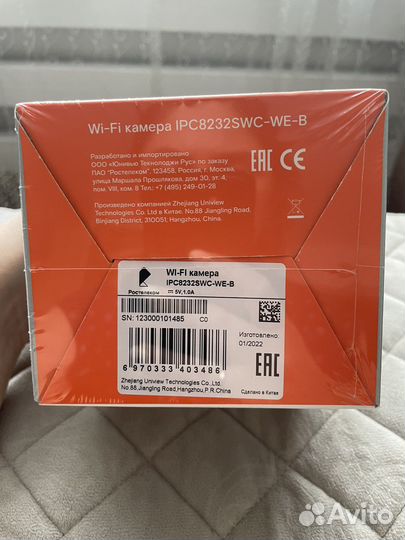 Wi-Fi камера IPC8232SWC-WE-B
Разработано и импортировано
ООО «Юнивью Текнолоджи Рус» по заказу
ПАО "Ростелеком". 123458, Россия, г. Москва,
улица Маршала Прошлякова, дом 30, эт. 4,
пом. VIII, ком. 8 Тел.: +7 (495) 249-01-28
EAC CE
Произведено компанией Zhejiang Uniview
Technologies Co. Ltd в Китае. No.88 Jiangling Road,
Binjiang District, 310051, Hangzhou, China.
Ростелеком
WI-FI камера
IPC8232SWC-WE-B
5V,1.0A
SN: 123000101485 C0
Изготовлено:
01/2022
EAC
6 970333 403486
Zhejiang Uniview Technologies Co.,Ltd.
88.Jiangling Road,Hangzhou,P.R.China
Сделано в Китае
Avito